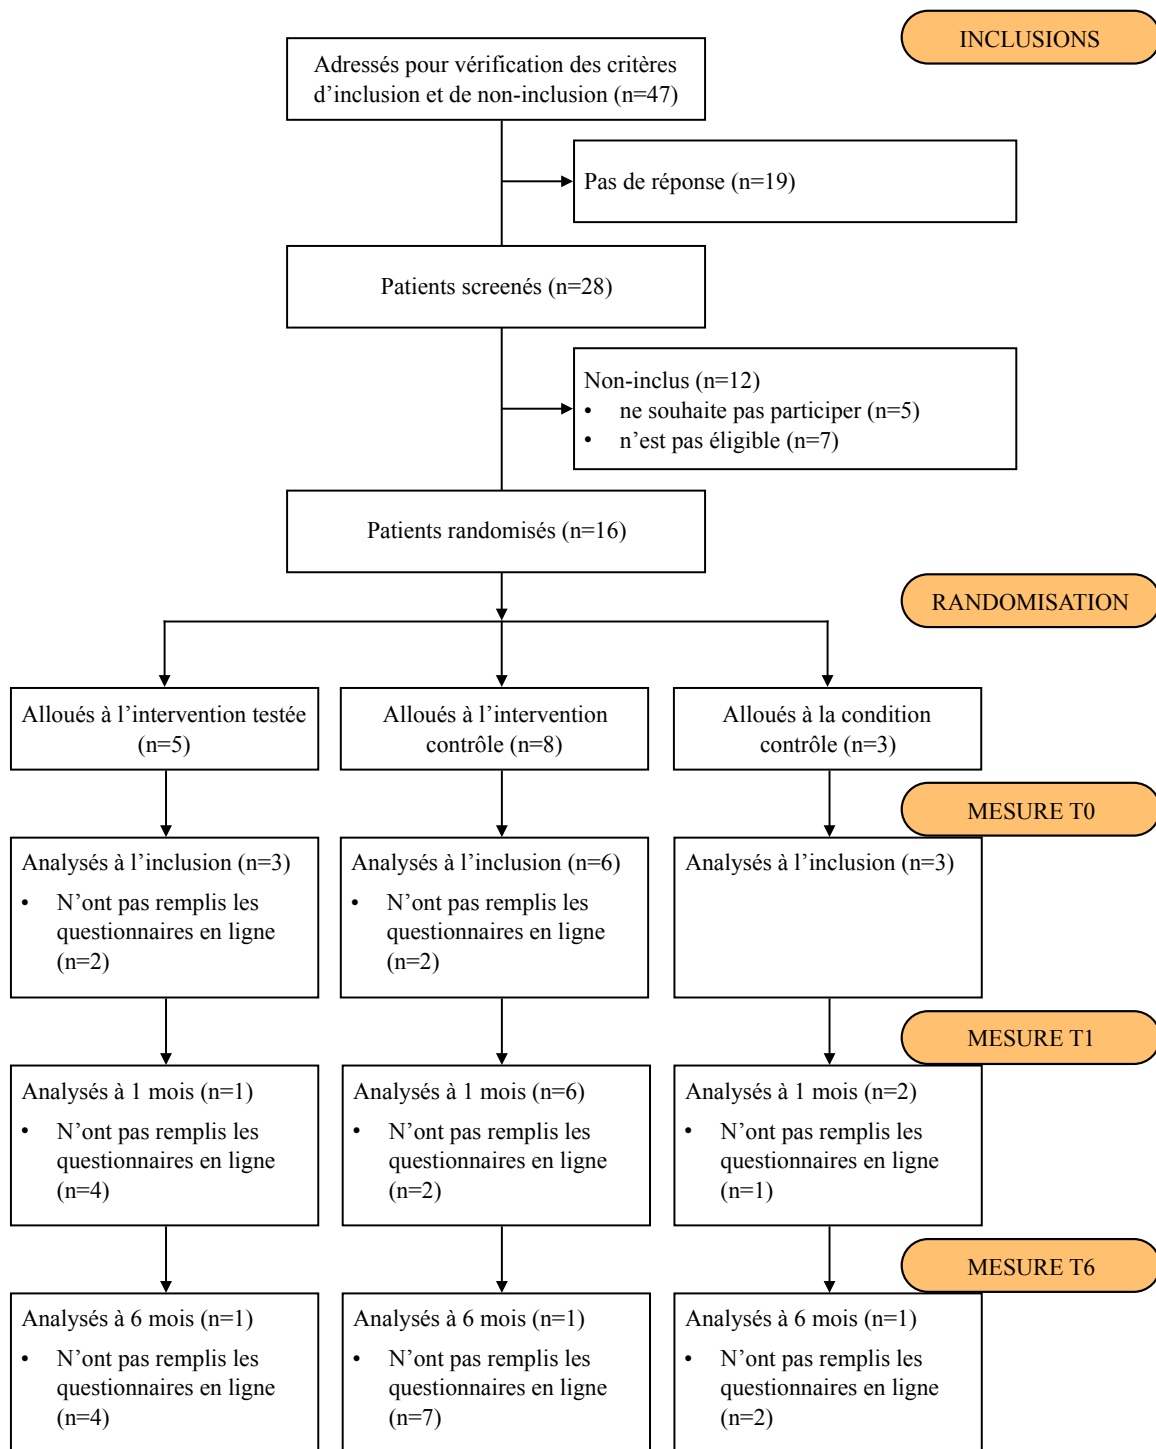 INCLUSIONS
Adressés pour vérification des critères
d’inclusion et de non-inclusion (n=47)
Pas de réponse (n=19)
Patients screenés (n=28)
Non-inclus (n=12)
• ne souhaite pas participer (n=5)
• n’est pas éligible (n=7)
Patients randomisés (n=16)
RANDOMISATION
Alloués à l’intervention testée
(n=5)
Alloués à l’intervention
contrôle (n=8)
Alloués à la condition
contrôle (n=3)
MESURE T0
Analysés à l’inclusion (n=3)
• N’ont pas remplis les
questionnaires en ligne
(n=2)
Analysés à l’inclusion (n=6)
• N’ont pas remplis les
questionnaires en ligne
(n=2)
Analysés à l’inclusion (n=3)
MESURE T1
Analysés à 1 mois (n=1)
• N’ont pas remplis les
questionnaires en ligne
(n=4)
Analysés à 1 mois (n=6)
• N’ont pas remplis les
questionnaires en ligne
(n=2)
Analysés à 1 mois (n=2)
• N’ont pas remplis les
questionnaires en ligne
(n=1)
MESURE T6
Analysés à 6 mois (n=1)
• N’ont pas remplis les
questionnaires en ligne
(n=4)
Analysés à 6 mois (n=1)
• N’ont pas remplis les
questionnaires en ligne
(n=7)
Analysés à 6 mois (n=1)
• N’ont pas remplis les
questionnaires en ligne
(n=2)